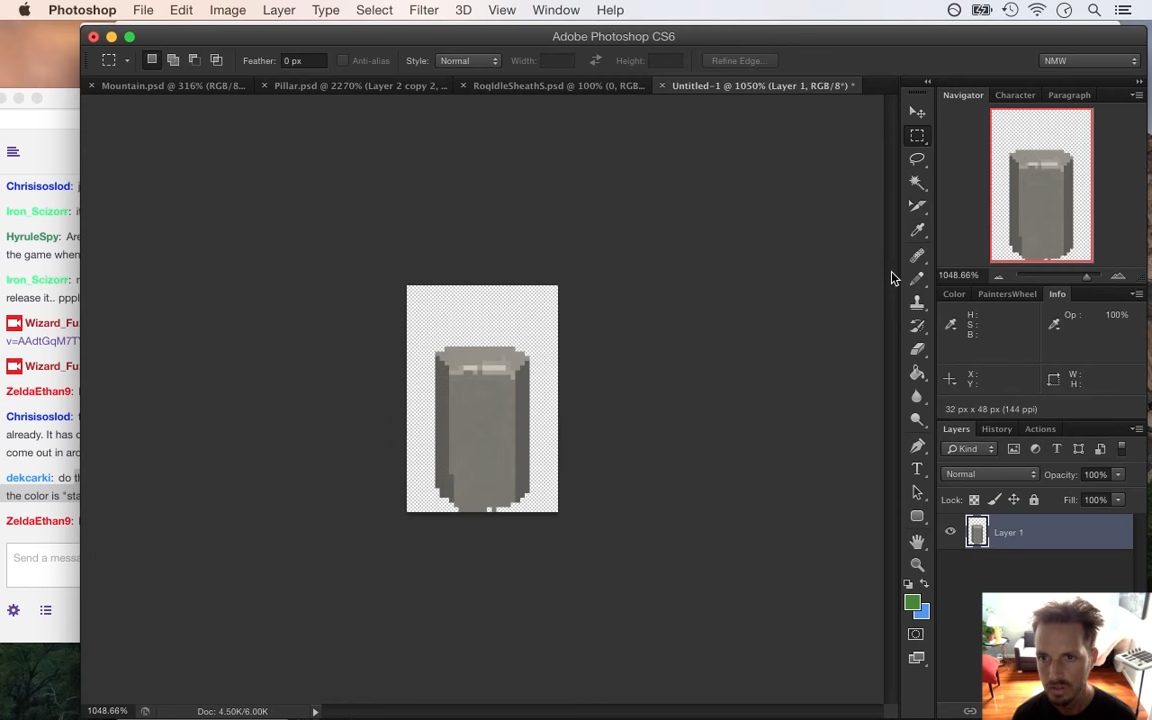 Photoshop File Edit Image Layer Type Select Filter 3D View Window Help
Adobe Photoshop CS6
Feather: 0 px Anti-alias Style: Normal Width: Height: Refine Edge... NMW
Mountain.psd @ 316% (RGB/8... Pillar.psd @ 2270% (Layer 2 copy 2, ... RoqIdleSheathS.psd @ 100% (0, RGB... Untitled-1 @ 1050% (Layer 1, RGB/8*) *
Navigator Character Paragraph
Chrisisoslod:
Iron_Scizorr:
HyruleSpy: Are
the game when
Iron_Scizorr:
release it.. pppl
Wizard_Fu
v=AAdtGqM7T
Wizard_Fu
ZeldaEthan9:
Chrisisoslod:
already. It has
come out in
dekcarki: do
the color is "sta
ZeldaEthan9:
Send a messa
1048.66%
Color PaintersWheel Info
H: Op: 100%
S:
B:
X: W:
Y: H:
32 px x 48 px (144 ppi)
Layers History Actions
Kind
Normal Opacity: 100%
Lock: Fill: 100%
Layer 1
1048.66% Doc: 4.50K/6.00K